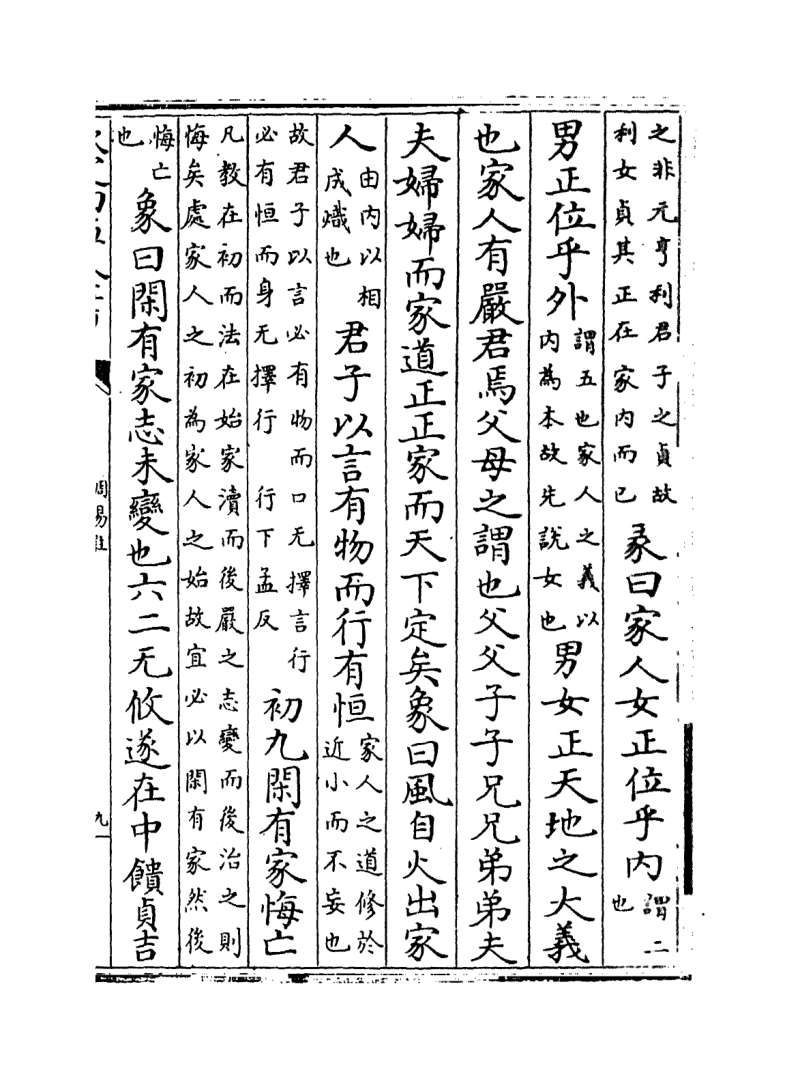 之非元亨利君子之貞故
利女貞其正在家内而已
彖曰家人女正位乎内
謂二
也
男正位乎外
謂五也家人之義以
内為本故先說女也
男女正天地之大義
也家人有嚴君焉父母之謂也父父子子兄兄弟弟夫
夫婦婦而家道正正家而天下定矣象曰風自火出家
人
由内以相
成熾也
君子以言有物而行有恒
家人之道修於
近小而不妄也
故君子以言必有物而口无擇言行
必有恒而身无擇行 行下孟反
初九閑有家悔亡
凡教在初而法在始家瀆而後嚴之志變而後治之則
悔矣處家人之初為家人之始故宜必以閑有家然後
悔亡
也
象曰閑有家志未變也六二无攸遂在中饋貞吉
周易註
九